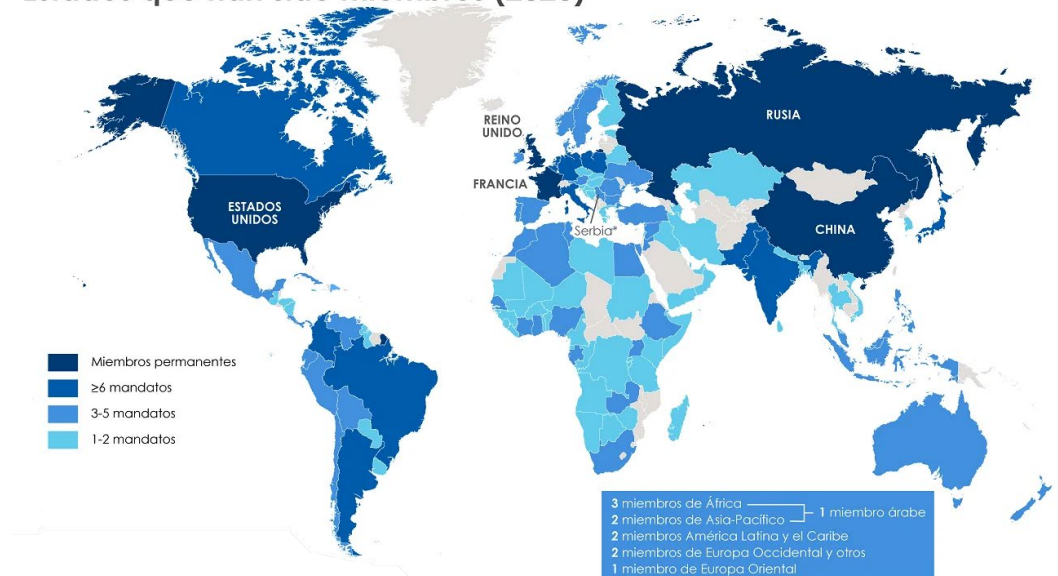 REINO
UNIDO
RUSIA
FRANCIA
ESTADOS
UNIDOS
Serbia*
CHINA
Miembros permanentes
≥6 mandatos
3-5 mandatos
1-2 mandatos
3 miembros de África
1 miembro árabe
2 miembros de Asia-Pacífico
2 miembros América Latina y el Caribe
2 miembros de Europa Occidental y otros
1 miembro de Europa Oriental